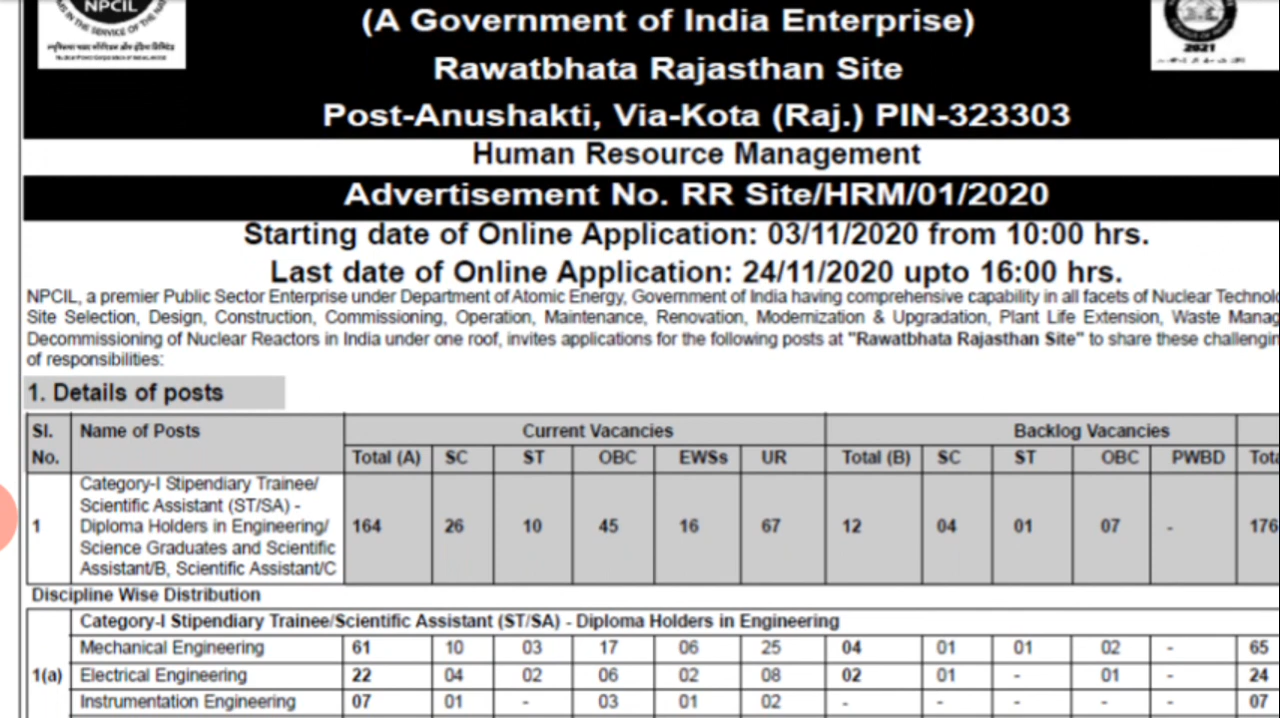 NPCIL
(A Government of India Enterprise)
Rawatbhata Rajasthan Site
2021
Post-Anushakti, Via-Kota (Raj.) PIN-323303
Human Resource Management
Advertisement No. RR Site/HRM/01/2020
Starting date of Online Application: 03/11/2020 from 10:00 hrs.
Last date of Online Application: 24/11/2020 upto 16:00 hrs.
NPCIL, a premier Public Sector Enterprise under Department of Atomic Energy, Government of India having comprehensive capability in all facets of Nuclear Technolo
Site Selection, Design, Construction, Commissioning, Operation, Maintenance, Renovation, Modernization & Upgradation, Plant Life Extension, Waste Manag
Decommissioning of Nuclear Reactors in India under one roof, invites applications for the following posts at "Rawatbhata Rajasthan Site" to share these challengin
of responsibilities:
1. Details of posts
Sl. No. Name of Posts Current Vacancies Backlog Vacancies
Total (A) SC ST OBC EWSs UR Total (B) SC ST OBC PWBD Tota
Category-I Stipendiary Trainee/
Scientific Assistant (ST/SA) -
1 Diploma Holders in Engineering/ 164 26 10 45 16 67 12 04 01 07 - 176
Science Graduates and Scientific
Assistant/B, Scientific Assistant/C
Discipline Wise Distribution
Category-I Stipendiary Trainee/Scientific Assistant (ST/SA) - Diploma Holders in Engineering
Mechanical Engineering 61 10 03 17 06 25 04 01 01 02 - 65
1(a) Electrical Engineering 22 04 02 06 02 08 02 01 - 01 - 24
Instrumentation Engineering 07 01 - 03 01 02 - - - - - 07